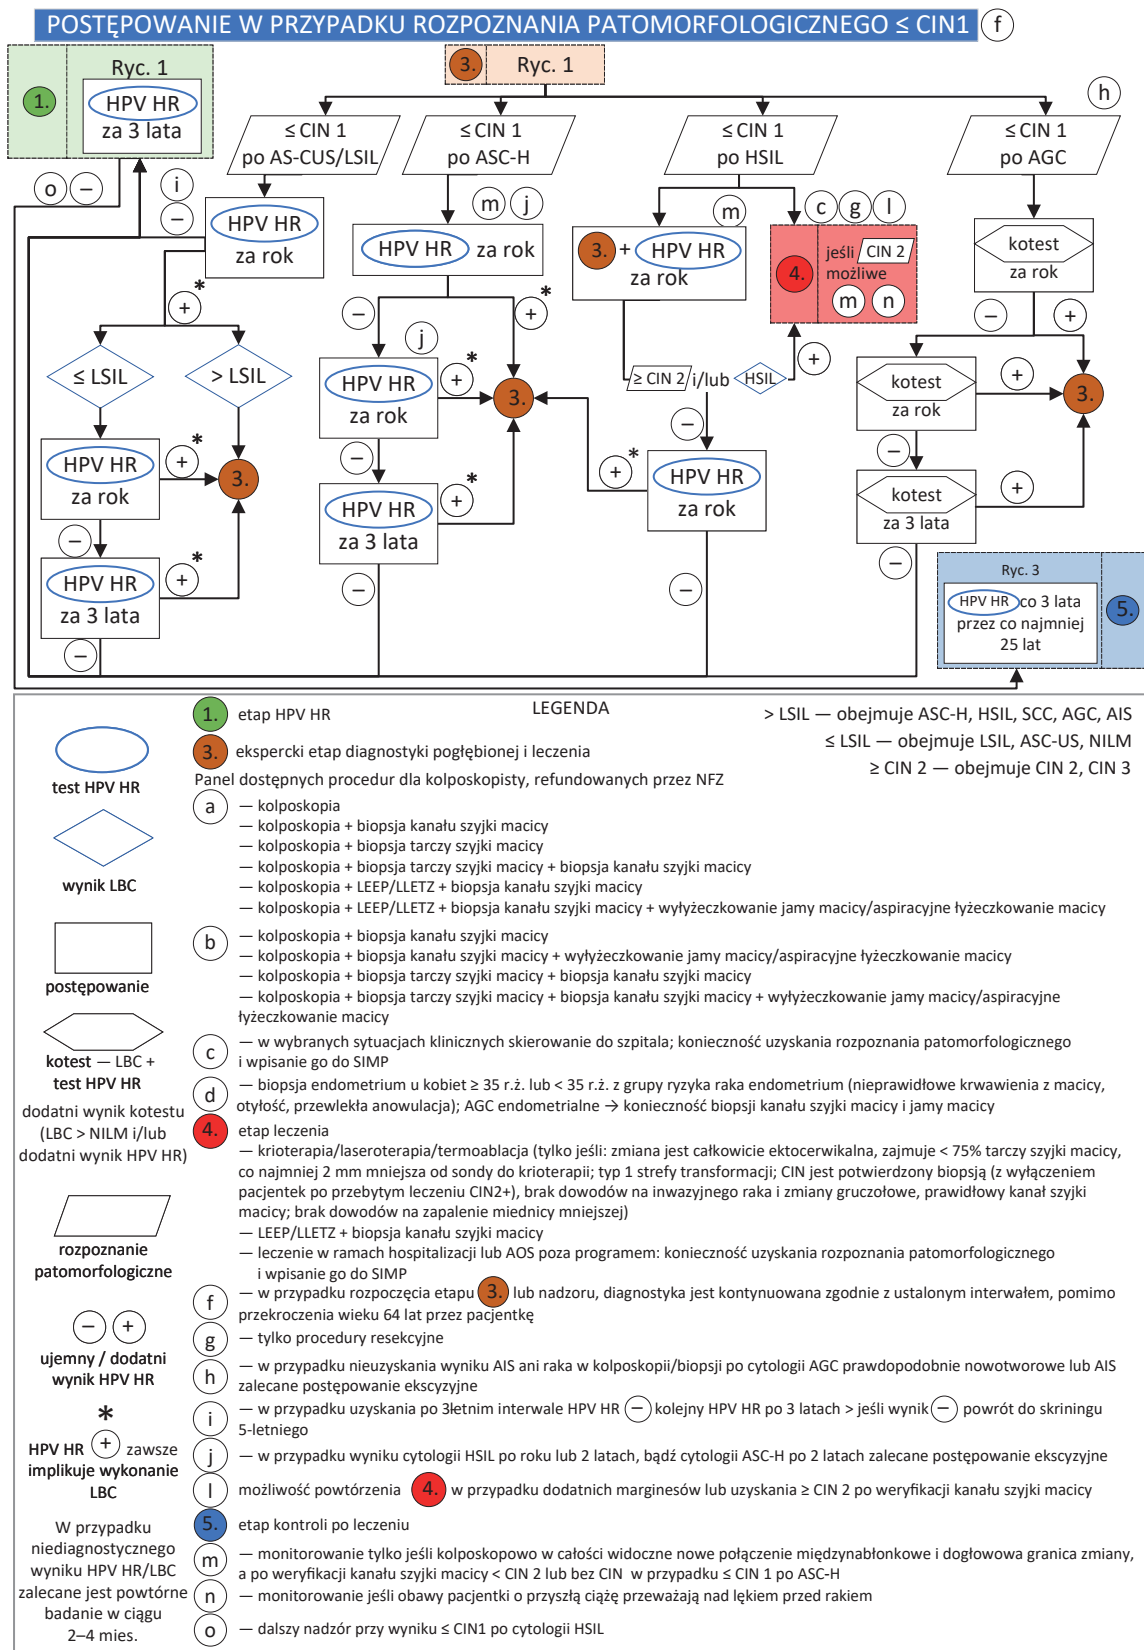 POSTĘPOWANIE W PRZYPADKU ROZPOZNANIA PATOMORFOLOGICZNEGO ≤ CIN1 f
1.
Ryc. 1
HPV HR
za 3 lata
3. Ryc. 1
h
≤ CIN 1
po AS-CUS/LSIL
≤ CIN 1
po ASC-H
≤ CIN 1
po HSIL
≤ CIN 1
po AGC
o −
i
−
HPV HR
za rok
m j
HPV HR za rok
m
3. + HPV HR
za rok
c g l
4.
jeśli CIN 2
możliwe
m n
kotest
za rok
+ *
≤ LSIL
> LSIL
HPV HR
za rok
+ *
3.
−
HPV HR
za 3 lata
+ *
−
−
+ *
j
HPV HR
za rok
+ *
3.
−
HPV HR
za 3 lata
+ *
−
≥ CIN 2 i/lub HSIL
+
−
+ *
HPV HR
za rok
−
−
+
kotest
za rok
+
3.
−
kotest
za 3 lata
+
−
Ryc. 3
HPV HR co 3 lata
przez co najmniej
25 lat
5.
LEGENDA
> LSIL — obejmuje ASC-H, HSIL, SCC, AGC, AIS
≤ LSIL — obejmuje LSIL, ASC-US, NILM
≥ CIN 2 — obejmuje CIN 2, CIN 3
test HPV HR
wynik LBC
postępowanie
kotest — LBC +
test HPV HR
dodatni wynik kotestu
(LBC > NILM i/lub
dodatni wynik HPV HR)
rozpoznanie
patomorfologiczne
− +
ujemny / dodatni
wynik HPV HR
*
HPV HR + zawsze
implikuje wykonanie
LBC
W przypadku
niediagnostycznego
wyniku HPV HR/LBC
zalecane jest powtórne
badanie w ciągu
2–4 mies.
1. etap HPV HR
3. ekspercki etap diagnostyki pogłębionej i leczenia
Panel dostępnych procedur dla kolposkopisty, refundowanych przez NFZ
a — kolposkopia
— kolposkopia + biopsja kanału szyjki macicy
— kolposkopia + biopsja tarczy szyjki macicy
— kolposkopia + biopsja tarczy szyjki macicy + biopsja kanału szyjki macicy
— kolposkopia + LEEP/LLETZ + biopsja kanału szyjki macicy
— kolposkopia + LEEP/LLETZ + biopsja kanału szyjki macicy + wyłyżeczkowanie jamy macicy/aspiracyjne łyżeczkowanie macicy
b — kolposkopia + biopsja kanału szyjki macicy
— kolposkopia + biopsja kanału szyjki macicy + wyłyżeczkowanie jamy macicy/aspiracyjne łyżeczkowanie macicy
— kolposkopia + biopsja tarczy szyjki macicy + biopsja kanału szyjki macicy
— kolposkopia + biopsja tarczy szyjki macicy + biopsja kanału szyjki macicy + wyłyżeczkowanie jamy macicy/aspiracyjne
łyżeczkowanie macicy
c — w wybranych sytuacjach klinicznych skierowanie do szpitala; konieczność uzyskania rozpoznania patomorfologicznego
i wpisanie go do SIMP
d — biopsja endometrium u kobiet ≥ 35 r.ż. lub < 35 r.ż. z grupy ryzyka raka endometrium (nieprawidłowe krwawienia z macicy,
otyłość, przewlekła anowulacja); AGC endometrialne → konieczność biopsji kanału szyjki macicy i jamy macicy
4. etap leczenia
— krioterapia/laseroterapia/termoablacja (tylko jeśli: zmiana jest całkowicie ektocerwikalna, zajmuje < 75% tarczy szyjki macicy,
co najmniej 2 mm mniejsza od sondy do krioterapii; typ 1 strefy transformacji; CIN jest potwierdzony biopsją (z wyłączeniem
pacjentek po przebytym leczeniu CIN2+), brak dowodów na inwazyjnego raka i zmiany gruczołowe, prawidłowy kanał szyjki
macicy; brak dowodów na zapalenie miednicy mniejszej)
— LEEP/LLETZ + biopsja kanału szyjki macicy
— leczenie w ramach hospitalizacji lub AOS poza programem: konieczność uzyskania rozpoznania patomorfologicznego
i wpisanie go do SIMP
f — w przypadku rozpoczęcia etapu 3. lub nadzoru, diagnostyka jest kontynuowana zgodnie z ustalonym interwałem, pomimo
przekroczenia wieku 64 lat przez pacjentkę
g — tylko procedury resekcyjne
h — w przypadku nieuzyskania wyniku AIS ani raka w kolposkopii/biopsji po cytologii AGC prawdopodobnie nowotworowe lub AIS
zalecane postępowanie ekscyzyjne
i — w przypadku uzyskania po 3letnim interwale HPV HR − kolejny HPV HR po 3 latach > jeśli wynik − powrót do skriningu
5-letniego
j — w przypadku wyniku cytologii HSIL po roku lub 2 latach, bądź cytologii ASC-H po 2 latach zalecane postępowanie ekscyzyjne
l możliwość powtórzenia 4. w przypadku dodatnich marginesów lub uzyskania ≥ CIN 2 po weryfikacji kanału szyjki macicy
5. etap kontroli po leczeniu
m — monitorowanie tylko jeśli kolposkopowo w całości widoczne nowe połączenie międzynabłonkowe i dogłowowa granica zmiany,
a po weryfikacji kanału szyjki macicy < CIN 2 lub bez CIN w przypadku ≤ CIN 1 po ASC-H
n — monitorowanie jeśli obawy pacjentki o przyszłą ciążę przeważają nad lękiem przed rakiem
o — dalszy nadzór przy wyniku ≤ CIN1 po cytologii HSIL